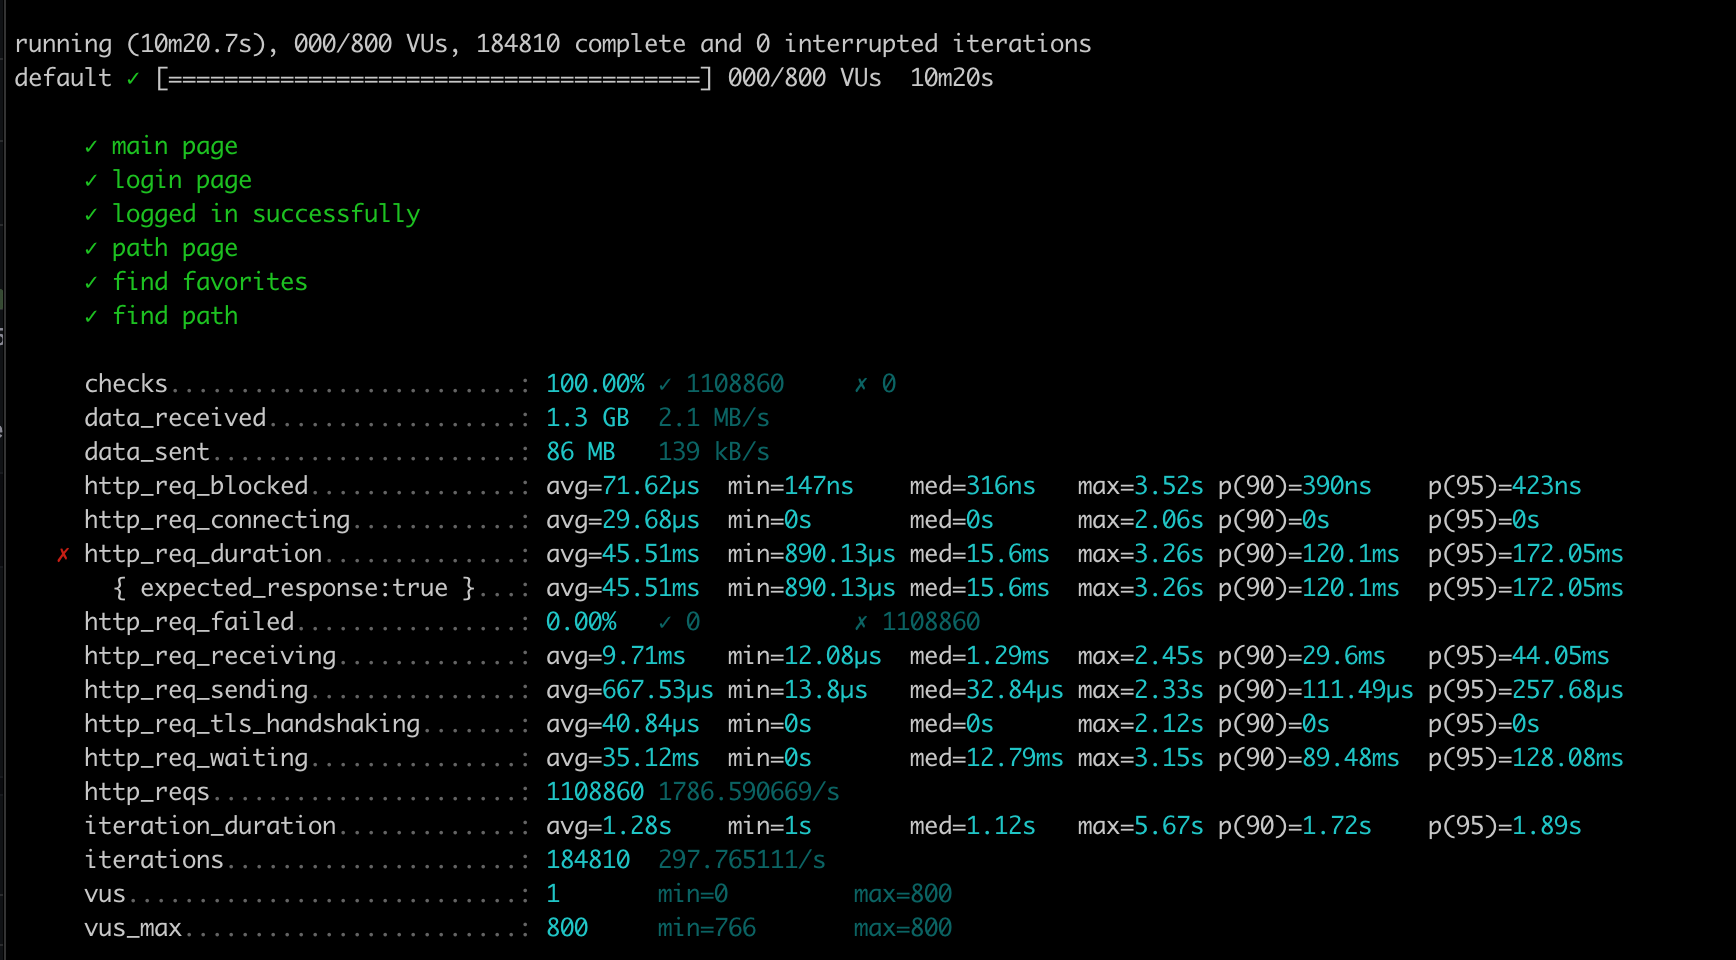 running (10m20.7s), 000/800 VUs, 184810 complete and 0 interrupted iterations
default ✓ [======================================] 000/800 VUs  10m20s
✓ main page
✓ login page
✓ logged in successfully
✓ path page
✓ find favorites
✓ find path
checks.........................: 100.00% ✓ 1108860     ✗ 0
data_received..................: 1.3 GB  2.1 MB/s
data_sent......................: 86 MB   139 kB/s
http_req_blocked...............: avg=71.62µs  min=147ns    med=316ns   max=3.52s p(90)=390ns    p(95)=423ns
http_req_connecting............: avg=29.68µs  min=0s       med=0s      max=2.06s p(90)=0s       p(95)=0s
✗ http_req_duration..............: avg=45.51ms  min=890.13µs med=15.6ms  max=3.26s p(90)=120.1ms  p(95)=172.05ms
{ expected_response:true }...: avg=45.51ms  min=890.13µs med=15.6ms  max=3.26s p(90)=120.1ms  p(95)=172.05ms
http_req_failed................: 0.00%   ✓ 0           ✗ 1108860
http_req_receiving.............: avg=9.71ms   min=12.08µs  med=1.29ms  max=2.45s p(90)=29.6ms   p(95)=44.05ms
http_req_sending...............: avg=667.53µs min=13.8µs   med=32.84µs max=2.33s p(90)=111.49µs p(95)=257.68µs
http_req_tls_handshaking.......: avg=40.84µs  min=0s       med=0s      max=2.12s p(90)=0s       p(95)=0s
http_req_waiting...............: avg=35.12ms  min=0s       med=12.79ms max=3.15s p(90)=89.48ms  p(95)=128.08ms
http_reqs......................: 1108860 1786.590669/s
iteration_duration.............: avg=1.28s    min=1s       med=1.12s   max=5.67s p(90)=1.72s    p(95)=1.89s
iterations.....................: 184810  297.765111/s
vus............................: 1       min=0         max=800
vus_max........................: 800     min=766       max=800